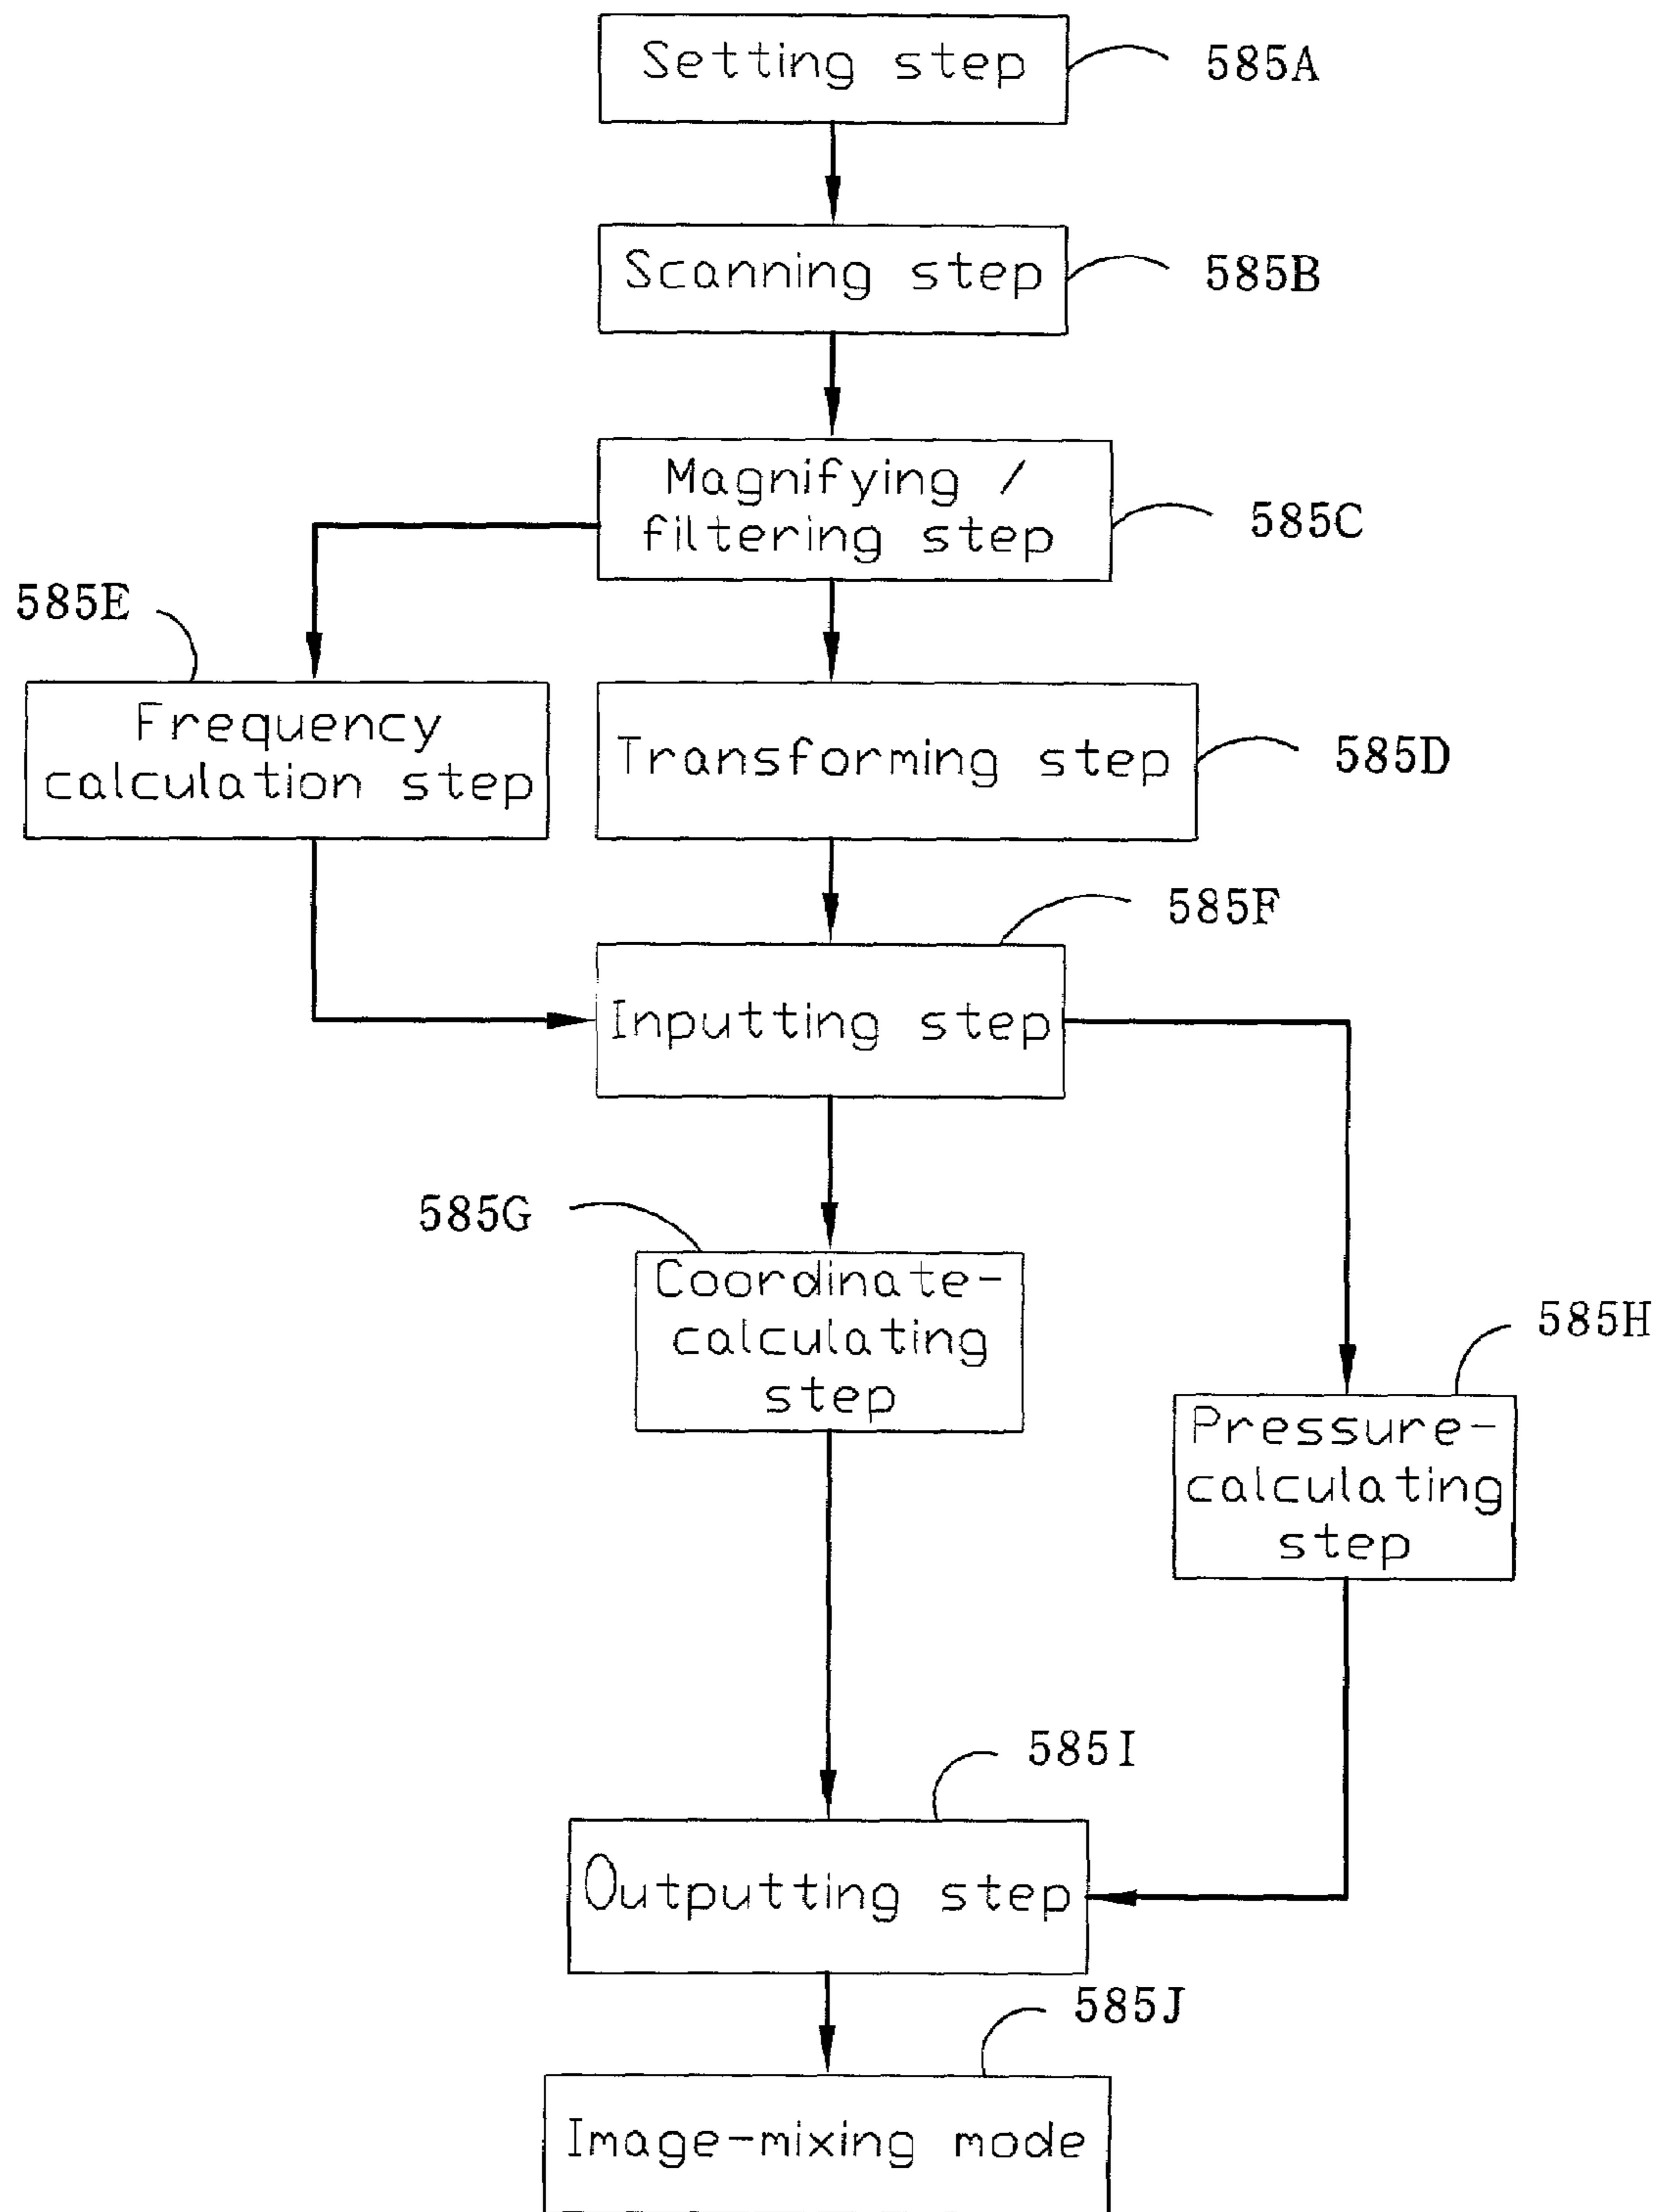 Setting step
585A
Scanning step
585B
Magnifying /
filtering step
585C
585E
Frequency
calculation step
Transforming step
585D
585F
Inputting step
585G
Coordinate-
calculating
step
585H
Pressure-
calculating
step
585I
Outputting step
585J
Image-mixing mode